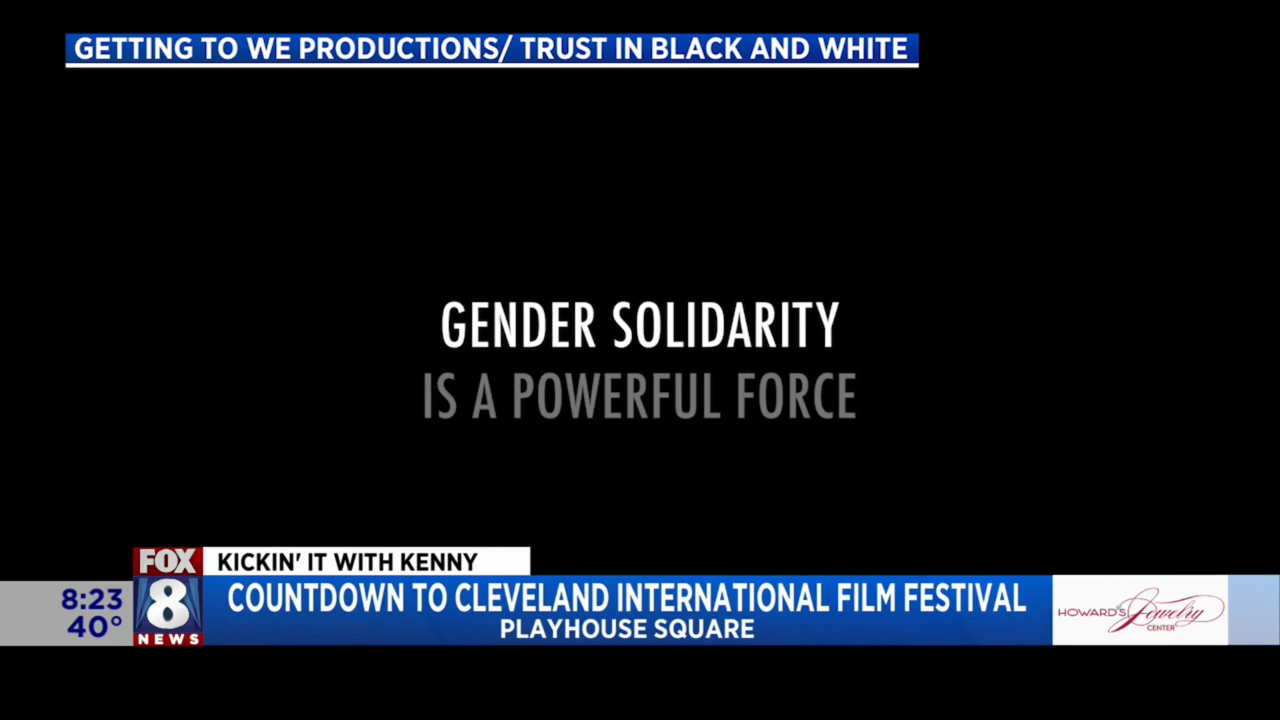 GETTING TO WE PRODUCTIONS/ TRUST IN BLACK AND WHITE
GENDER SOLIDARITY
IS A POWERFUL FORCE
FOX
8
NEWS
KICKIN' IT WITH KENNY
8:23
40°
COUNTDOWN TO CLEVELAND INTERNATIONAL FILM FESTIVAL
PLAYHOUSE SQUARE
HOWARD'S Jewelry
CENTER